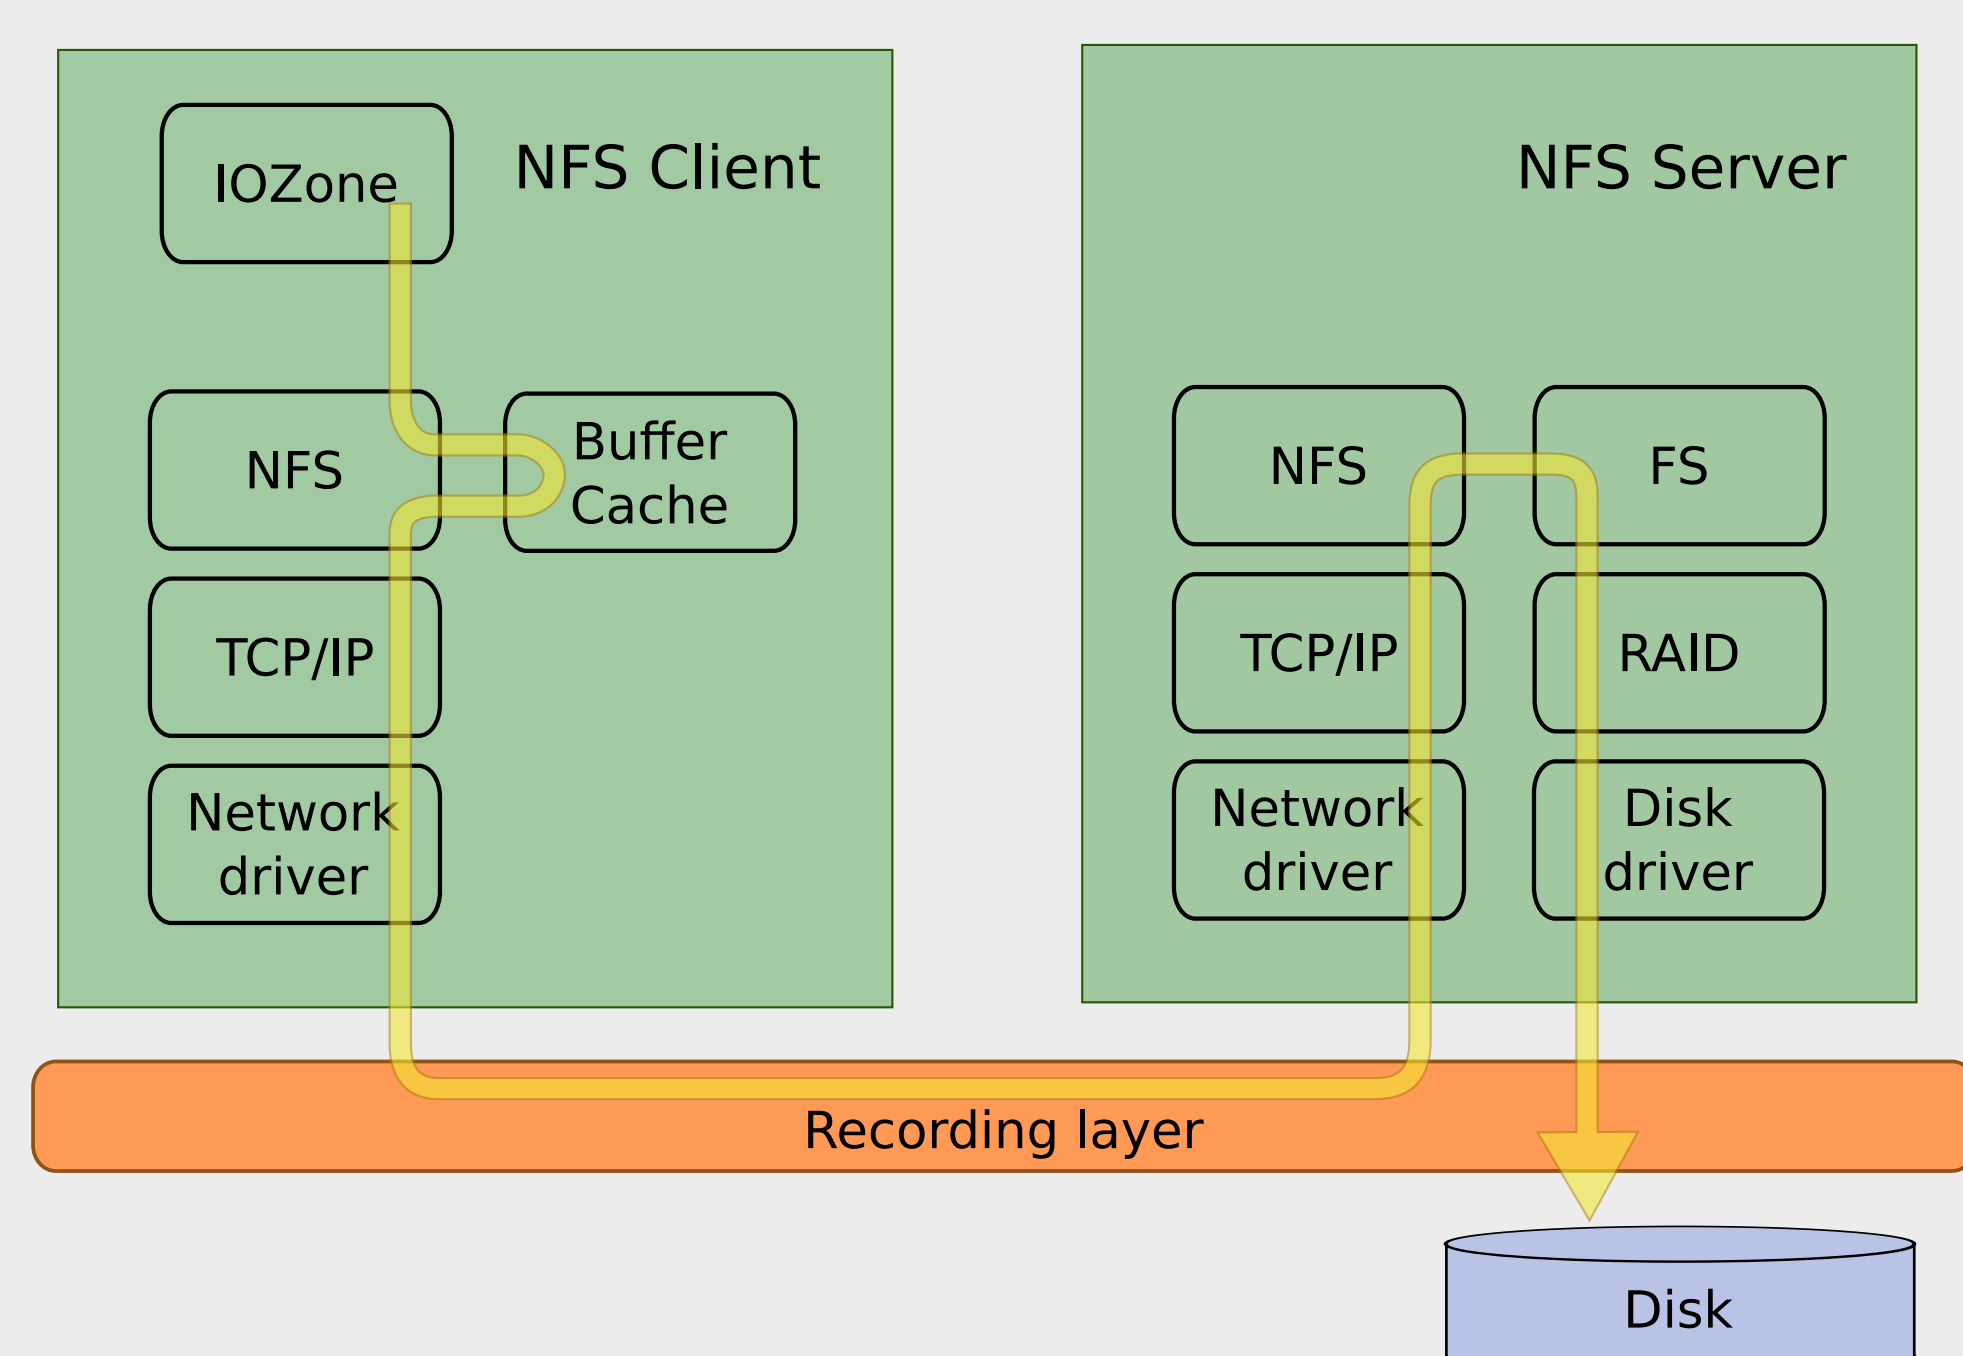 IOZone
NFS Client
NFS
Buffer
Cache
TCP/IP
Network
driver
NFS Server
NFS
FS
TCP/IP
RAID
Network
driver
Disk
driver
Recording layer
Disk